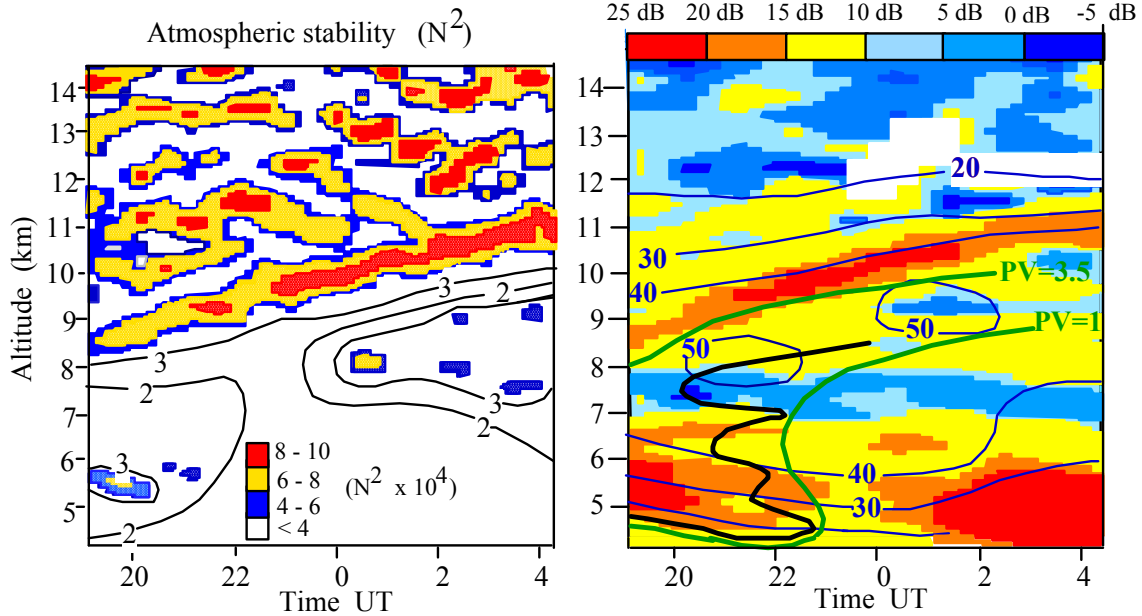 Atmospheric stability (N²)
25 dB 20 dB 15 dB 10 dB 5 dB 0 dB -5 dB
14
13
12
11
10
9
8
7
6
5
Altitude (km)
3
2
3
2
3
2
3
2
8 - 10
6 - 8
4 - 6
< 4
(N² x 10⁴)
20 22 0 2 4
Time UT
14
13
12
11
10
9
8
7
6
5
20
30
40
PV=3.5
50
50
PV=1
40
30
20 22 0 2 4
Time UT